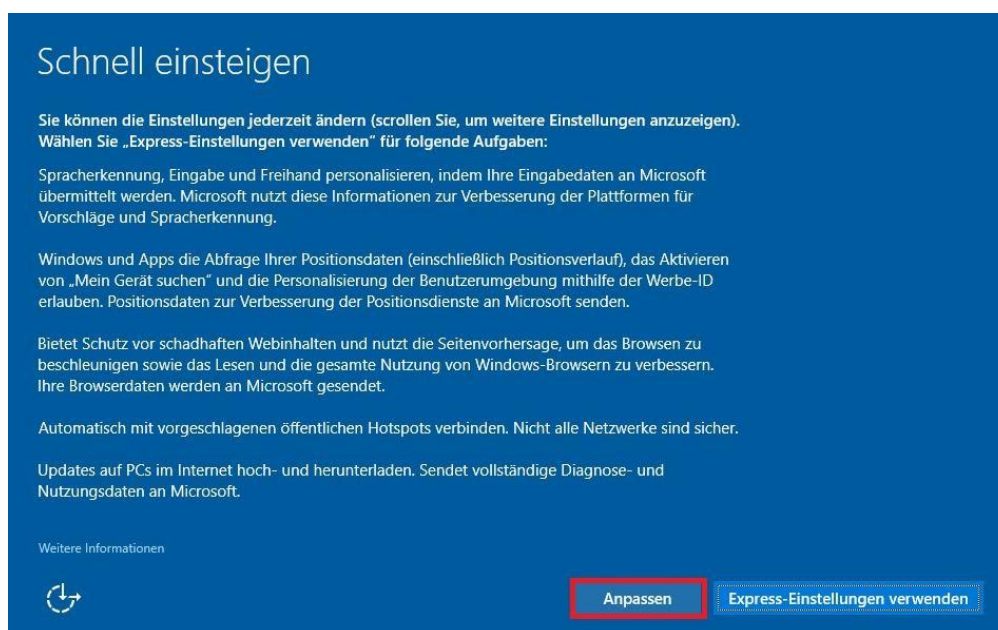 Schnell einsteigen
Sie können die Einstellungen jederzeit ändern (scrollen Sie, um weitere Einstellungen anzuzeigen).
Wählen Sie „Express-Einstellungen verwenden“ für folgende Aufgaben:
Spracherkennung, Eingabe und Freihand personalisieren, indem Ihre Eingabedaten an Microsoft
übermittelt werden. Microsoft nutzt diese Informationen zur Verbesserung der Plattformen für
Vorschläge und Spracherkennung.
Windows und Apps die Abfrage Ihrer Positionsdaten (einschließlich Positionsverlauf), das Aktivieren
von „Mein Gerät suchen“ und die Personalisierung der Benutzerumgebung mithilfe der Werbe-ID
erlauben. Positionsdaten zur Verbesserung der Positionsdienste an Microsoft senden.
Bietet Schutz vor schadhaften Webinhalten und nutzt die Seitenvorhersage, um das Browsen zu
beschleunigen sowie das Lesen und die gesamte Nutzung von Windows-Browsern zu verbessern.
Ihre Browserdaten werden an Microsoft gesendet.
Automatisch mit vorgeschlagenen öffentlichen Hotspots verbinden. Nicht alle Netzwerke sind sicher.
Updates auf PCs im Internet hoch- und herunterladen. Sendet vollständige Diagnose- und
Nutzungsdaten an Microsoft.
Weitere Informationen
Anpassen
Express-Einstellungen verwenden